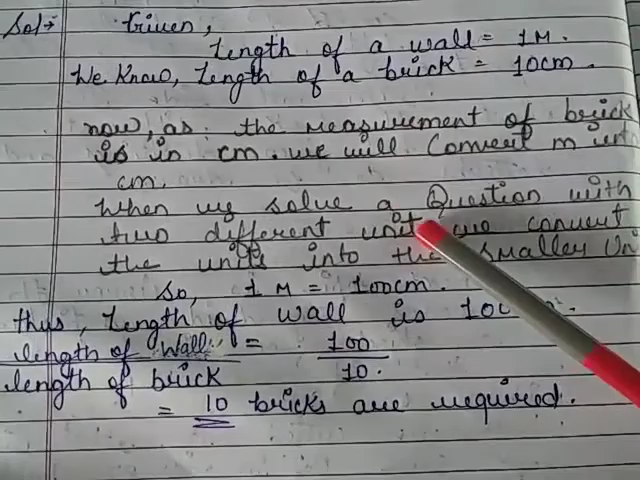 Sol:→ Given,
Length of a wall = 1M.
We Know, Length of a brick = 10cm.
now, as. the measurement of brick
is in cm. we will Convert m into
cm.
When we solve a Question with
two different unit we convert
the units into the smaller
So, 1 M = 100cm.
thus, Length of wall is
length of wall = 100
length of brick 10.
= 10 bricks are required.